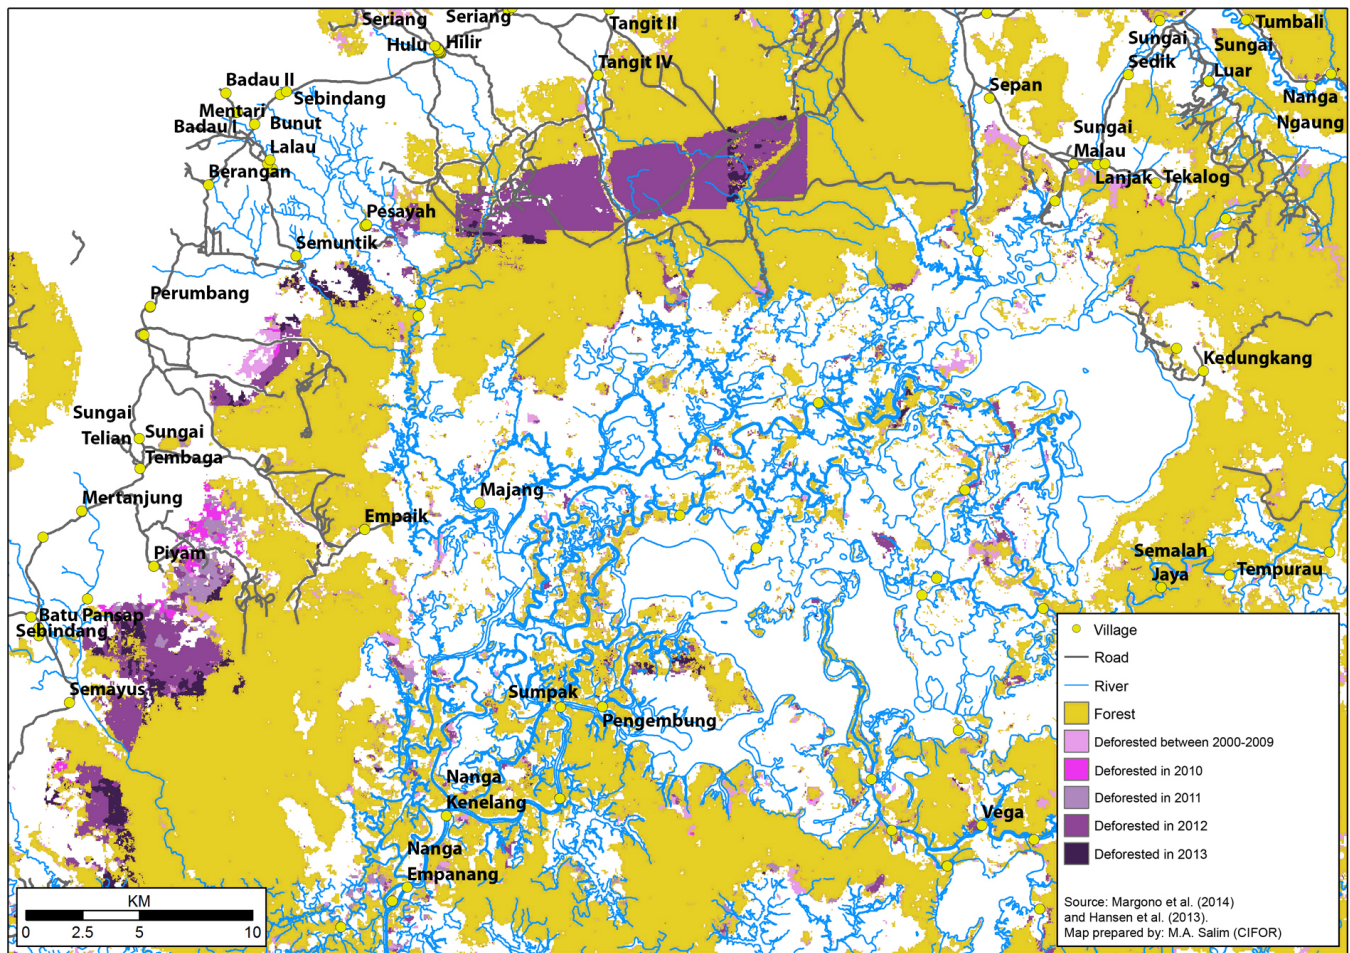 Seriang
Hulu
Seriang
Hilir
Tangit II
Tangit IV
Sungai
Sedik
Sungai
Luar
Tumbali
Nanga
Ngaung
Badau II
Sebindang
Mentari
Badau I
Bunut
Lalau
Berangan
Sepan
Sungai
Malau
Lanjak
Tekalog
Pesayah
Semuntik
Perumbang
Kedungkang
Sungai
Telian
Sungai
Tembaga
Mertanjung
Majang
Empaik
Piyam
Semalah
Jaya
Tempurau
Batu Pansap
Sebindang
Semayus
Sumpak
Pengembung
Nanga
Kenelang
Vega
Nanga
Empanang
KM
0 2.5 5 10
Village
Road
River
Forest
Deforested between 2000-2009
Deforested in 2010
Deforested in 2011
Deforested in 2012
Deforested in 2013
Source: Margono et al. (2014)
and Hansen et al. (2013).
Map prepared by: M.A. Salim (CIFOR)